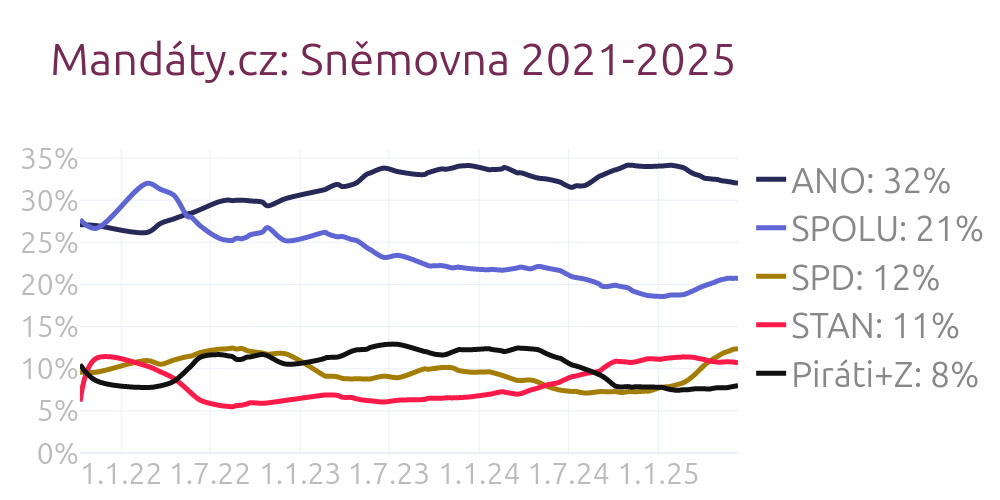 Mandáty.cz: Sněmovna 2021-2025
35%
30%
25%
20%
15%
10%
5%
0%
1.1.22 1.7.22 1.1.23 1.7.23 1.1.24 1.7.24 1.1.25
ANO: 32%
SPOLU: 21%
SPD: 12%
STAN: 11%
Piráti+Z: 8%